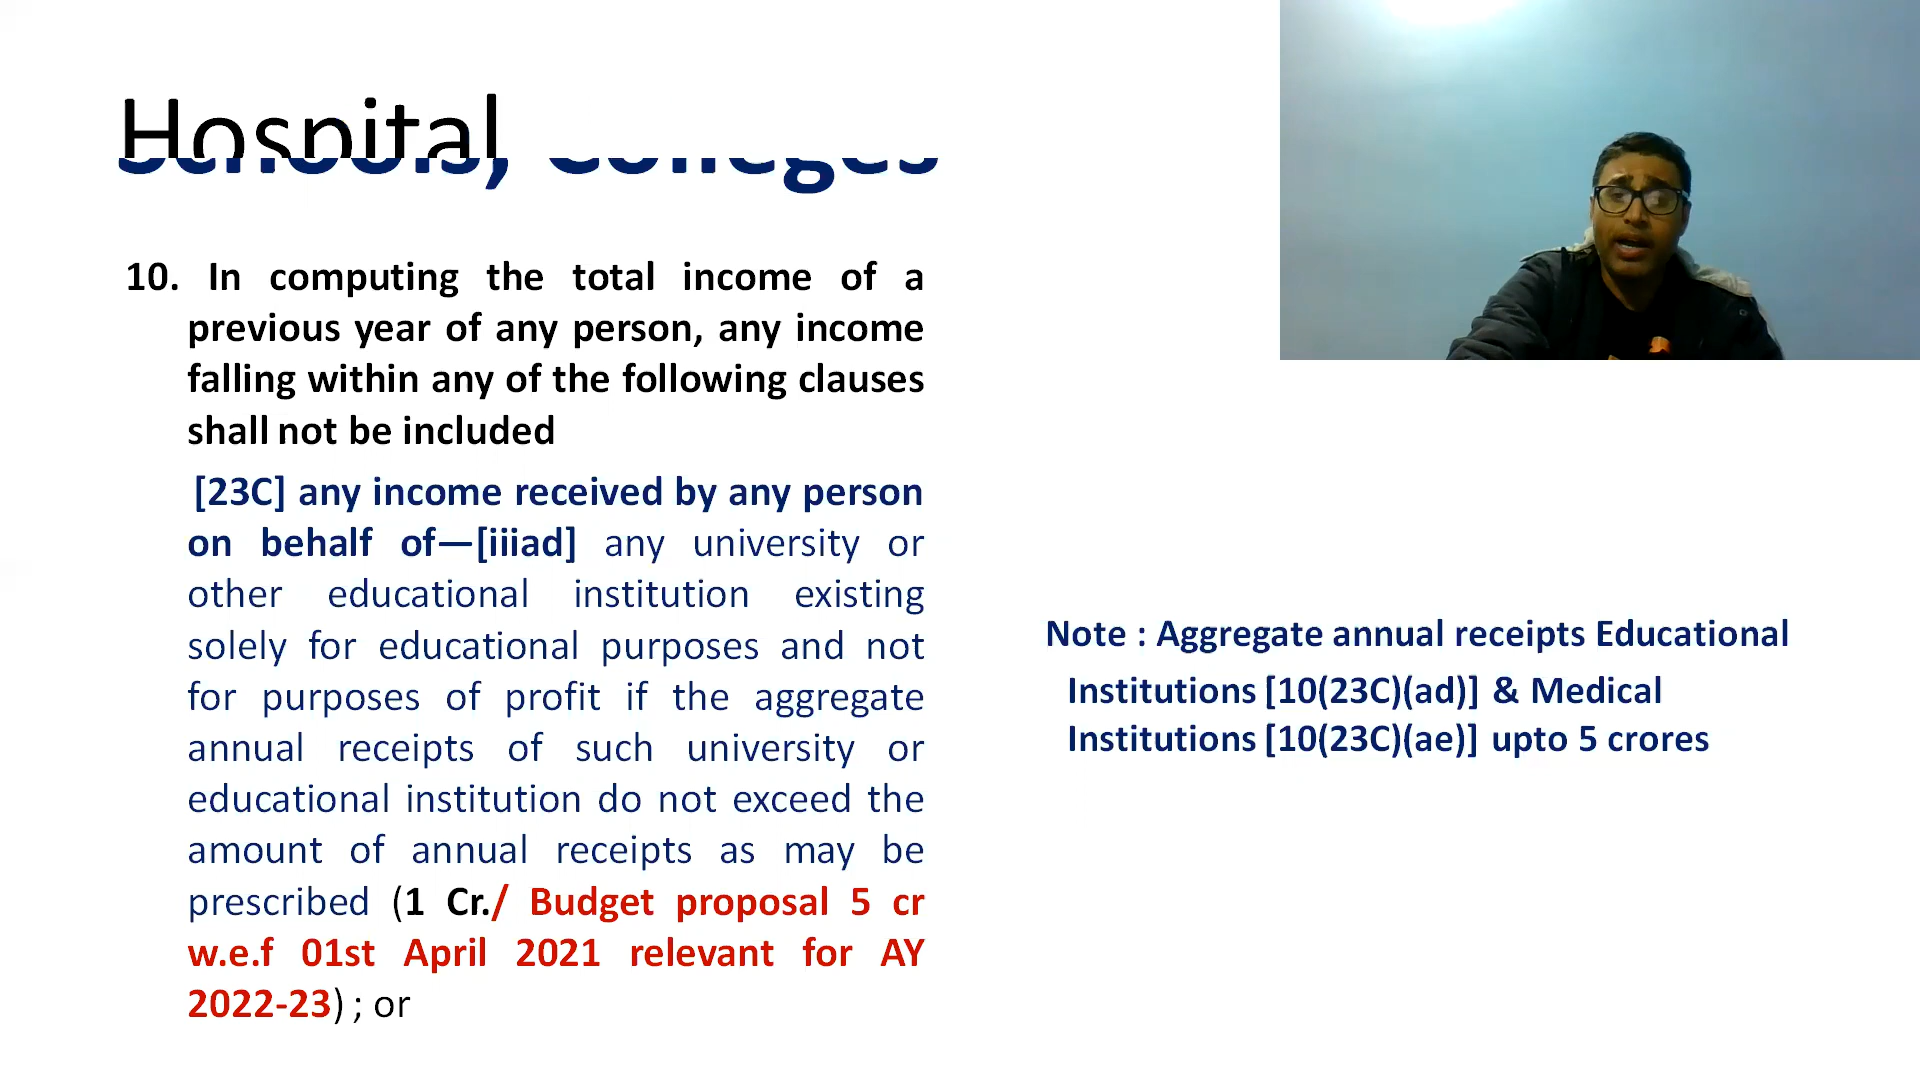 Hospital
Schools, Colleges
10. In computing the total income of a
previous year of any person, any income
falling within any of the following clauses
shall not be included
[23C] any income received by any person
on behalf of—[iiiad] any university or
other educational institution existing
solely for educational purposes and not
for purposes of profit if the aggregate
annual receipts of such university or
educational institution do not exceed the
amount of annual receipts as may be
prescribed (1 Cr./ Budget proposal 5 cr
w.e.f 01st April 2021 relevant for AY
2022-23) ; or
Note : Aggregate annual receipts Educational
Institutions [10(23C)(ad)] & Medical
Institutions [10(23C)(ae)] upto 5 crores